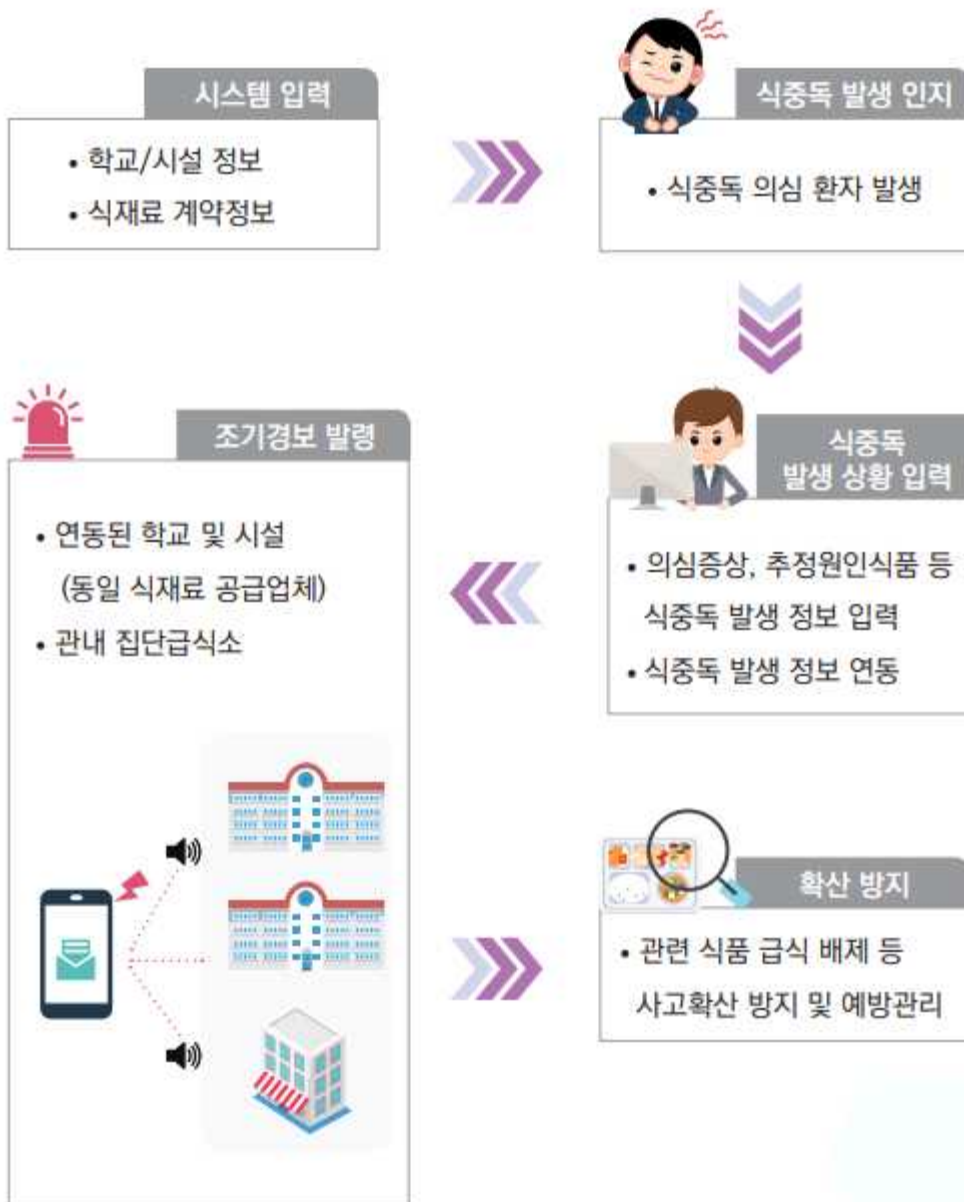 시스템 입력
• 학교/시설 정보
• 식재료 계약정보
식중독 발생 인지
• 식중독 의심 환자 발생
식중독
발생 상황 입력
• 의심증상, 추정원인식품 등
식중독 발생 정보 입력
• 식중독 발생 정보 연동
조기경보 발령
• 연동된 학교 및 시설
(동일 식재료 공급업체)
• 관내 집단급식소
확산 방지
• 관련 식품 급식 배제 등
사고확산 방지 및 예방관리